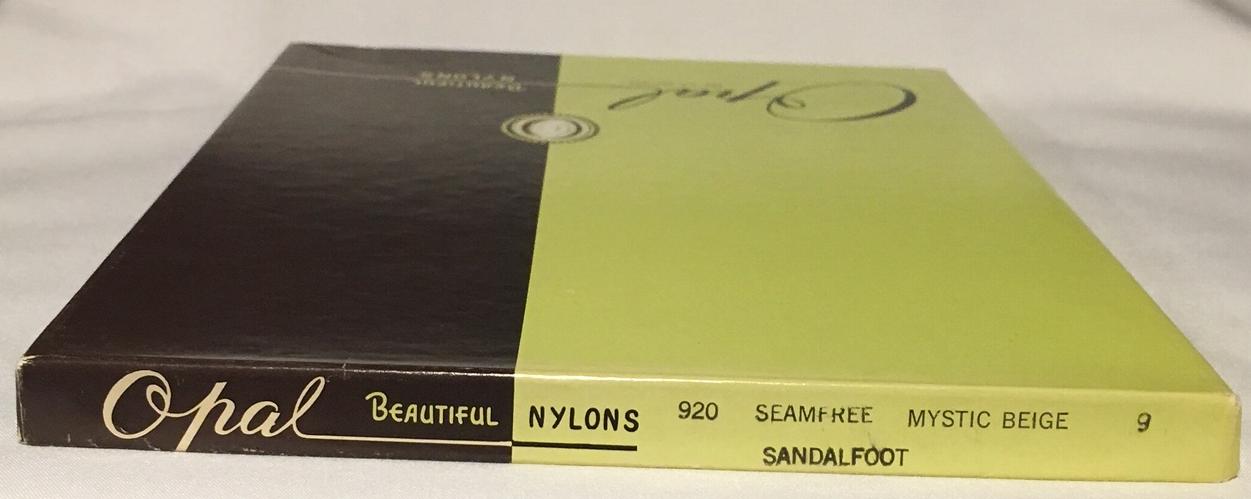 Opal
BEAUTIFUL
NYLONS
Opal BEAUTIFUL NYLONS 920 SEAMFREE MYSTIC BEIGE 9
SANDALFOOT